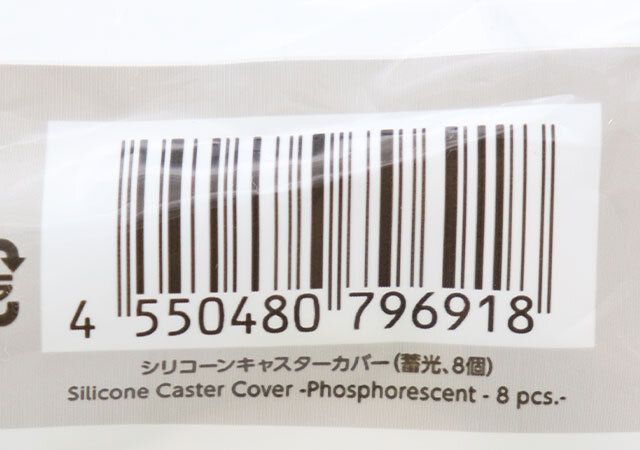 4 550480 796918
シリコーンキャスターカバー(蓄光、8個)
Silicone Caster Cover -Phosphorescent - 8 pcs.-